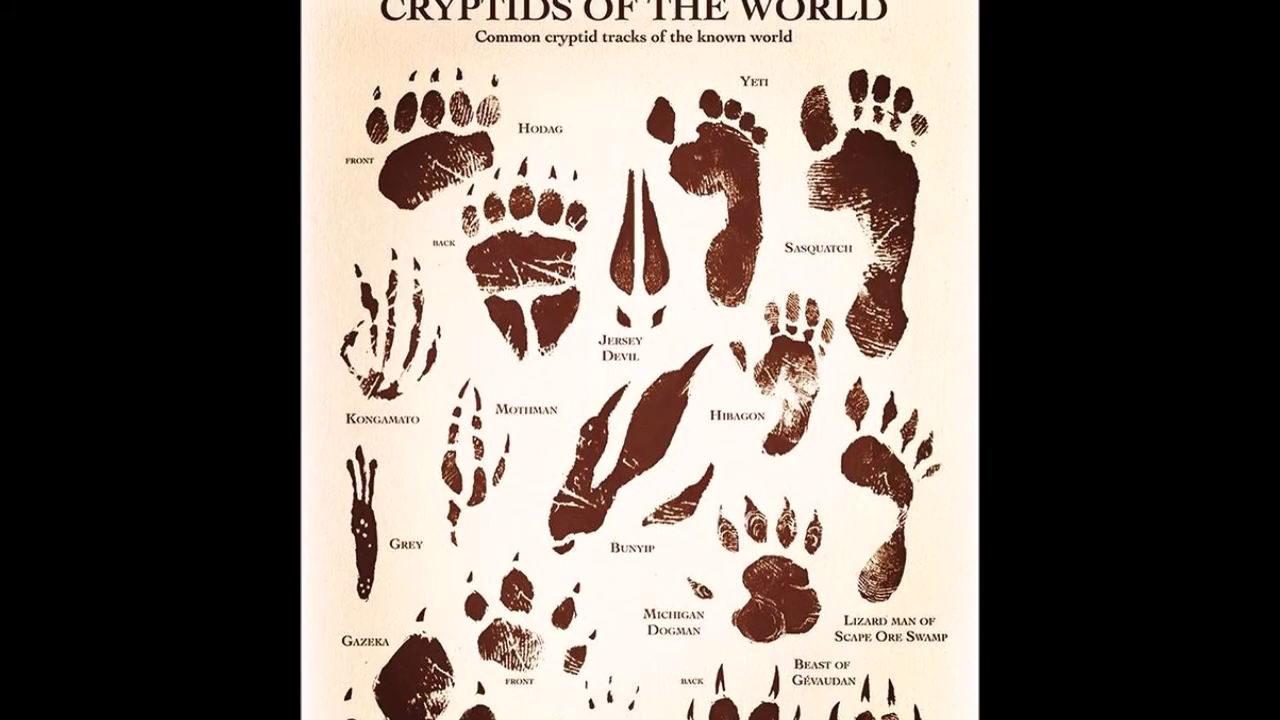 CRYPTIDS OF THE WORLD
Common cryptid tracks of the known world
YETI
HODAG
FRONT
BACK
SASQUATCH
JERSEY
DEVIL
KONGAMATO
MOTHMAN
HIBAGON
GREY
BUNYIP
MICHIGAN
DOGMAN
LIZARD MAN OF
SCAPE ORE SWAMP
GAZEKA
FRONT
BACK
BEAST OF
GÉVAUDAN